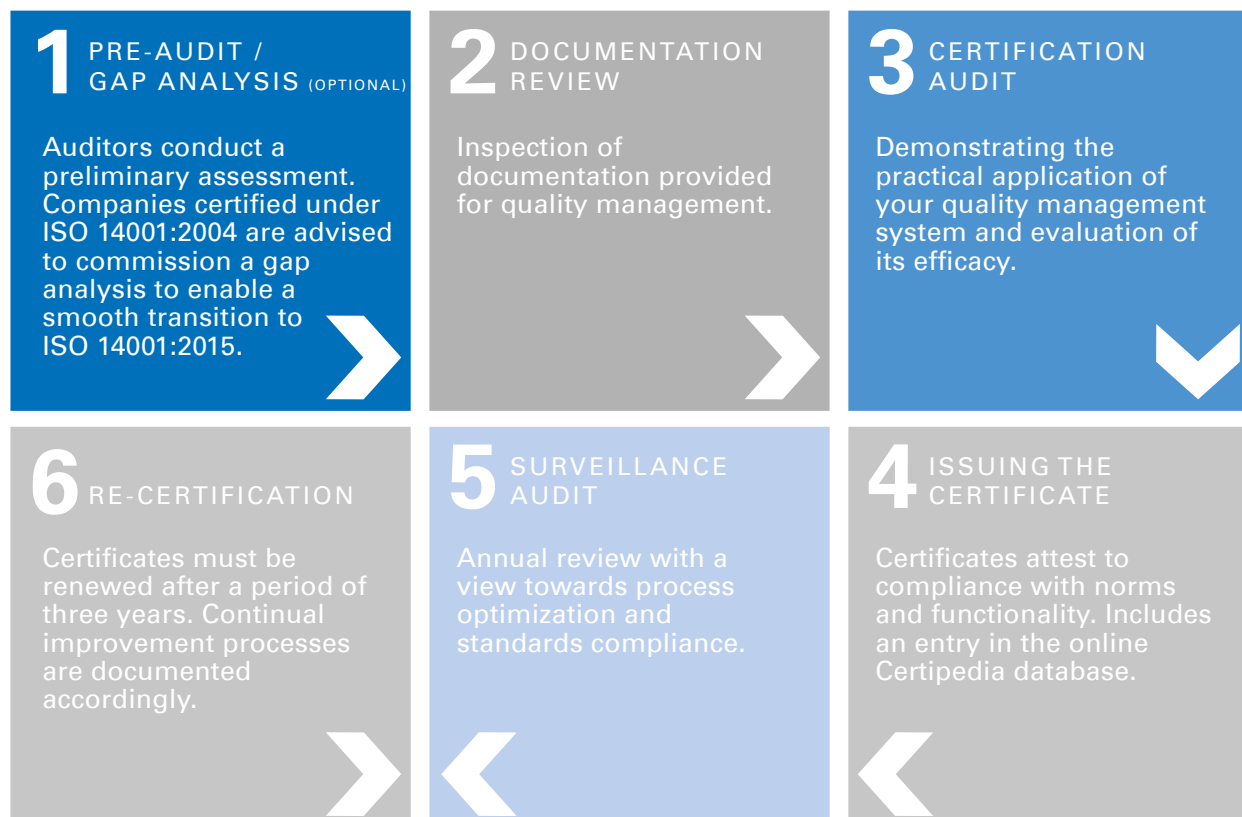 1 PRE-AUDIT /
GAP ANALYSIS (OPTIONAL)
Auditors conduct a
preliminary assessment.
Companies certified under
ISO 14001:2004 are advised
to commission a gap
analysis to enable a
smooth transition to
ISO 14001:2015.
2 DOCUMENTATION
REVIEW
Inspection of
documentation provided
for quality management.
3 CERTIFICATION
AUDIT
Demonstrating the
practical application of
your quality management
system and evaluation of
its efficacy.
4 ISSUING THE
CERTIFICATE
Certificates attest to
compliance with norms
and functionality. Includes
an entry in the online
Certipedia database.
5 SURVEILLANCE
AUDIT
Annual review with a
view towards process
optimization and
standards compliance.
6 RE-CERTIFICATION
Certificates must be
renewed after a period of
three years. Continual
improvement processes
are documented
accordingly.